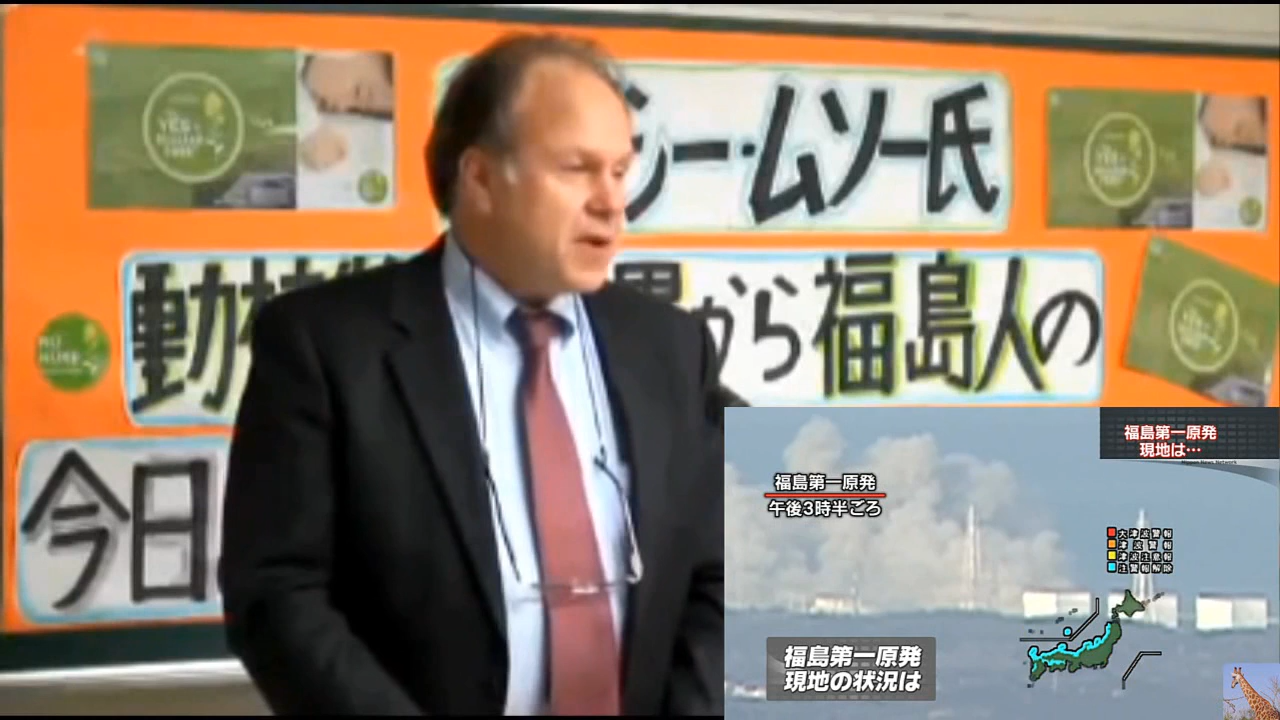 シー・ムソー氏
動植物
から福島人の
今日
福島第一原発
現地は…
福島第一原発
午後3時半ごろ
大津波警報
津波警報
津波注意報
注警報解除
福島第一原発
現地の状況は